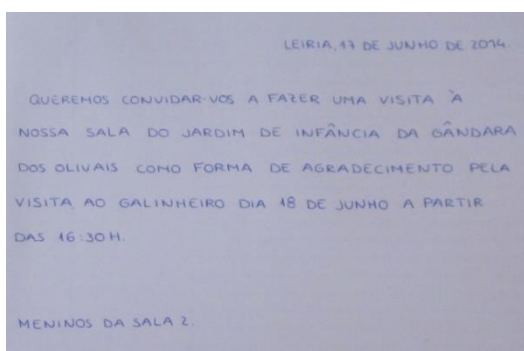 LEIRIA, 17 DE JUNHO DE 2014.
QUEREMOS CONVIDAR-VOS A FAZER UMA VISITA À
NOSSA SALA DO JARDIM DE INFÂNCIA DA GÂNDARA
DOS OLIVAIS COMO FORMA DE AGRADECIMENTO PELA
VISITA AO GALINHEIRO DIA 18 DE JUNHO A PARTIR
DAS 16:30H.
MENINOS DA SALA 2.